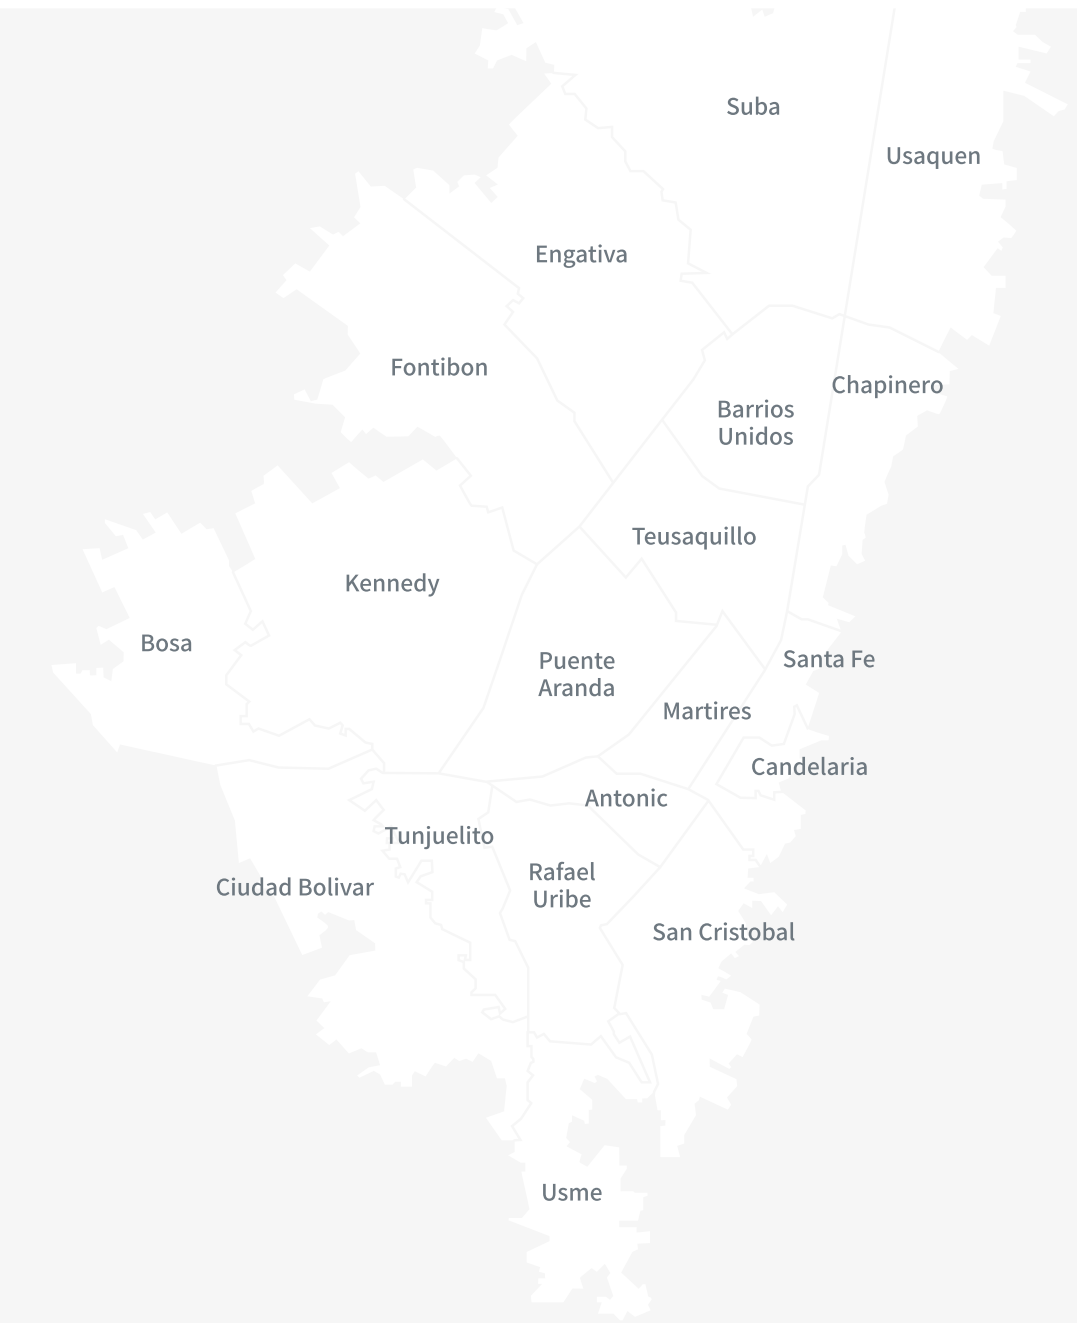 Suba
Usaquen
Engativa
Fontibon
Chapinero
Barrios
Unidos
Teusaquillo
Kennedy
Bosa
Santa Fe
Puente
Aranda
Martires
Candelaria
Antonic
Tunjuelito
Rafael
Uribe
Ciudad Bolivar
San Cristobal
Usme